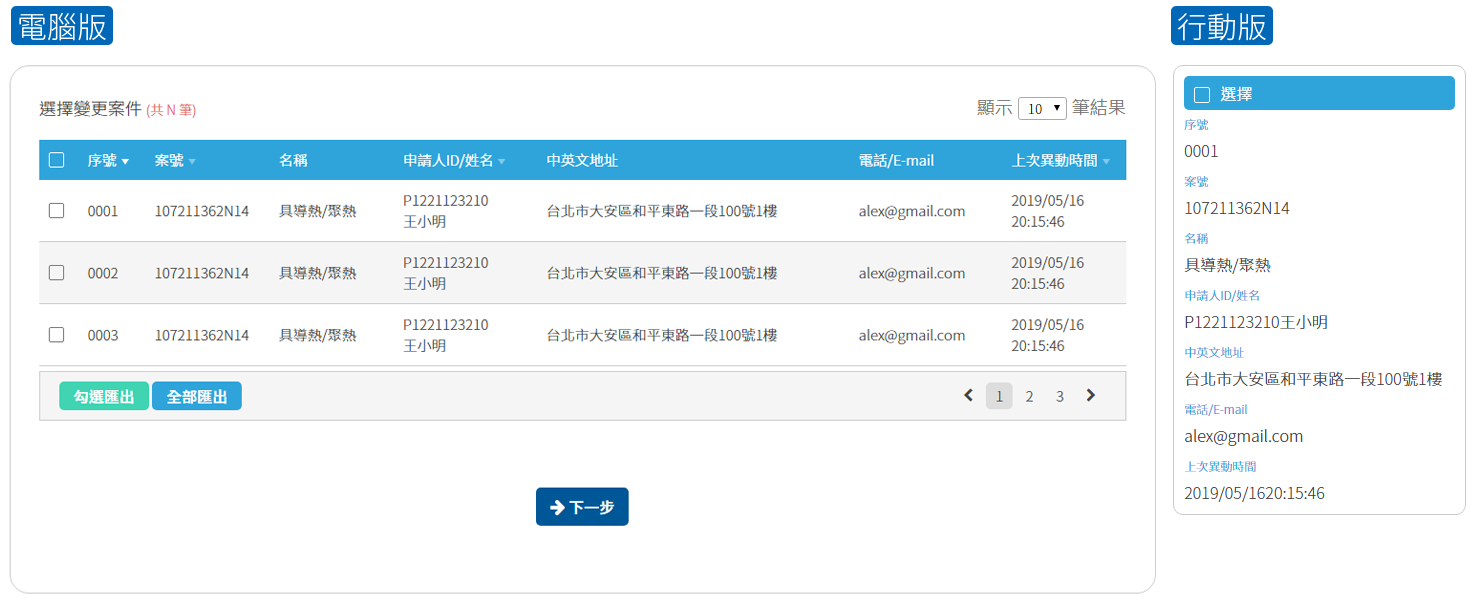 電腦版
選擇變更案件 (共 N 筆)
顯示 10 筆結果
序號 案號 名稱 申請人ID/姓名 中英文地址 電話/E-mail 上次異動時間
0001 107211362N14 具導熱/聚熱 P1221123210 王小明 台北市大安區和平東路一段100號1樓 alex@gmail.com 2019/05/16 20:15:46
0002 107211362N14 具導熱/聚熱 P1221123210 王小明 台北市大安區和平東路一段100號1樓 alex@gmail.com 2019/05/16 20:15:46
0003 107211362N14 具導熱/聚熱 P1221123210 王小明 台北市大安區和平東路一段100號1樓 alex@gmail.com 2019/05/16 20:15:46
勾選匯出 全部匯出 1 2 3
下一步
行動版
選擇
序號
0001
案號
107211362N14
名稱
具導熱/聚熱
申請人ID/姓名
P1221123210王小明
中英文地址
台北市大安區和平東路一段100號1樓
電話/E-mail
alex@gmail.com
上次異動時間
2019/05/1620:15:46